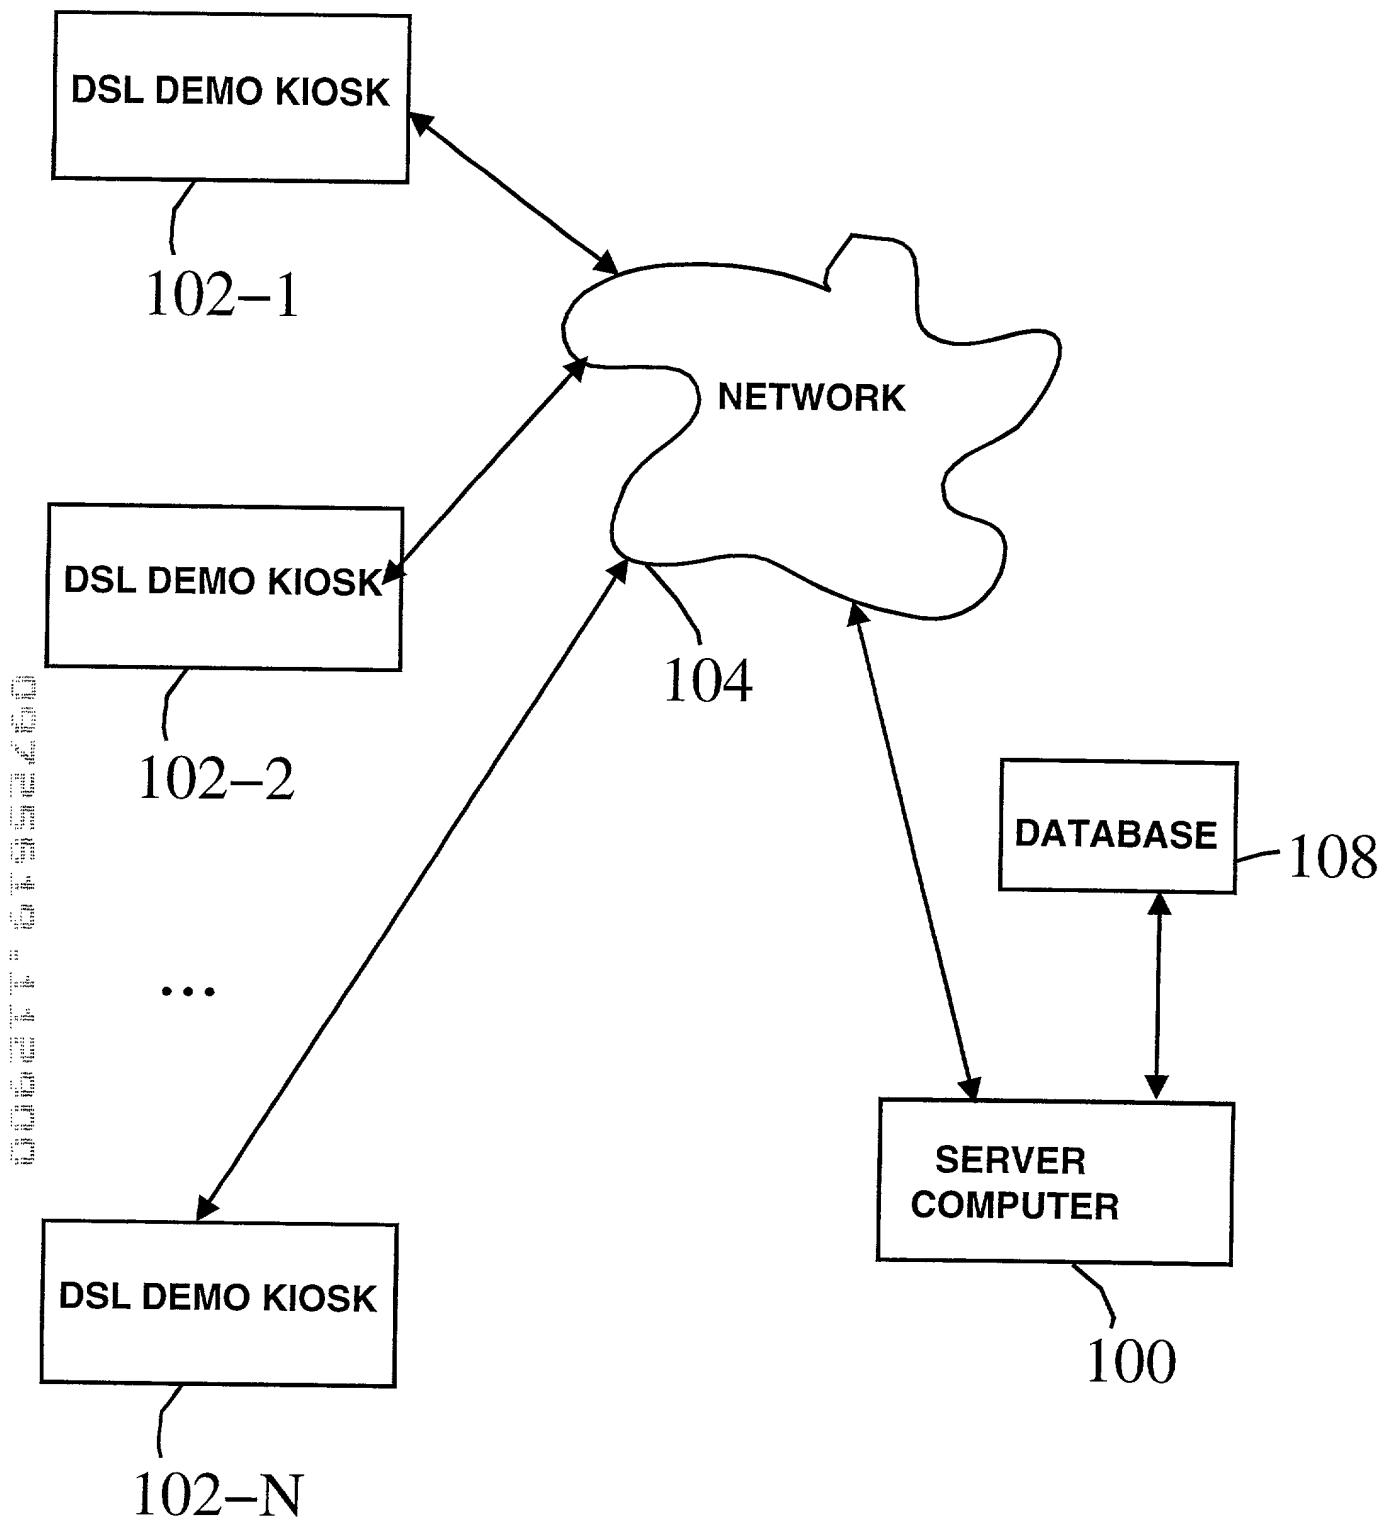 DSL DEMO KIOSK
102-1
NETWORK
DSL DEMO KIOSK
104
102-2
DATABASE
108
...
SERVER
COMPUTER
100
DSL DEMO KIOSK
102-N